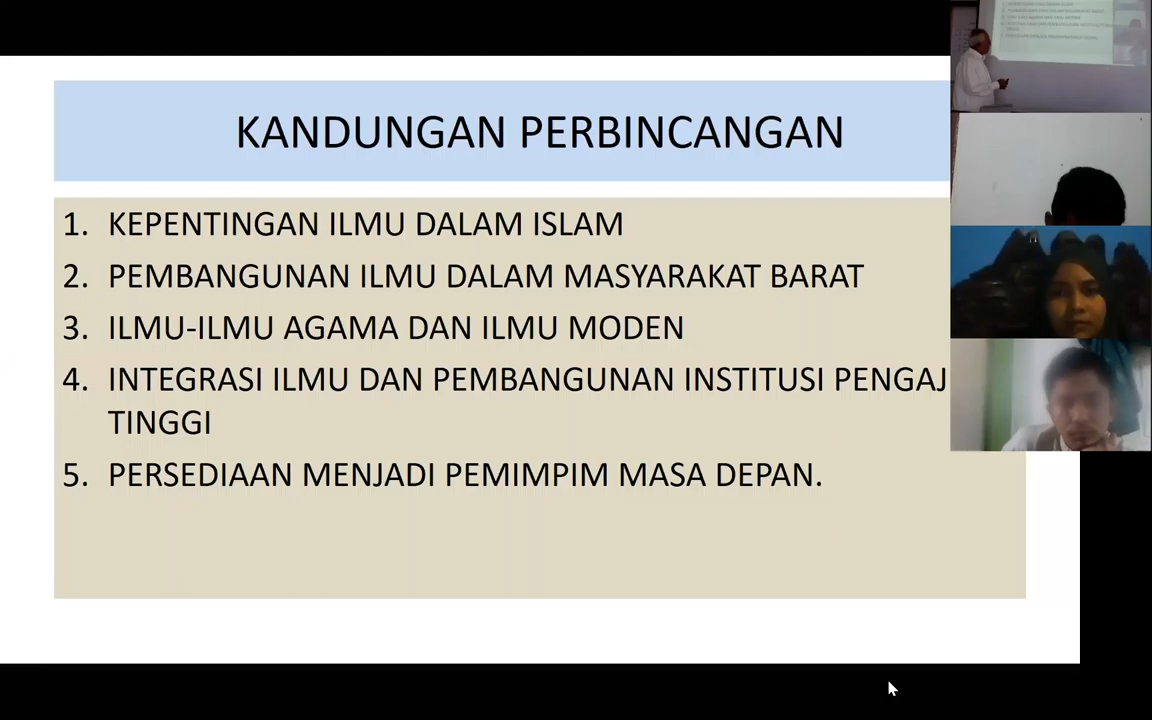 KANDUNGAN PERBINCANGAN
1. KEPENTINGAN ILMU DALAM ISLAM
2. PEMBANGUNAN ILMU DALAM MASYARAKAT BARAT
3. ILMU-ILMU AGAMA DAN ILMU MODEN
4. INTEGRASI ILMU DAN PEMBANGUNAN INSTITUSI PENGAJ
TINGGI
5. PERSEDIAAN MENJADI PEMIMPIM MASA DEPAN.